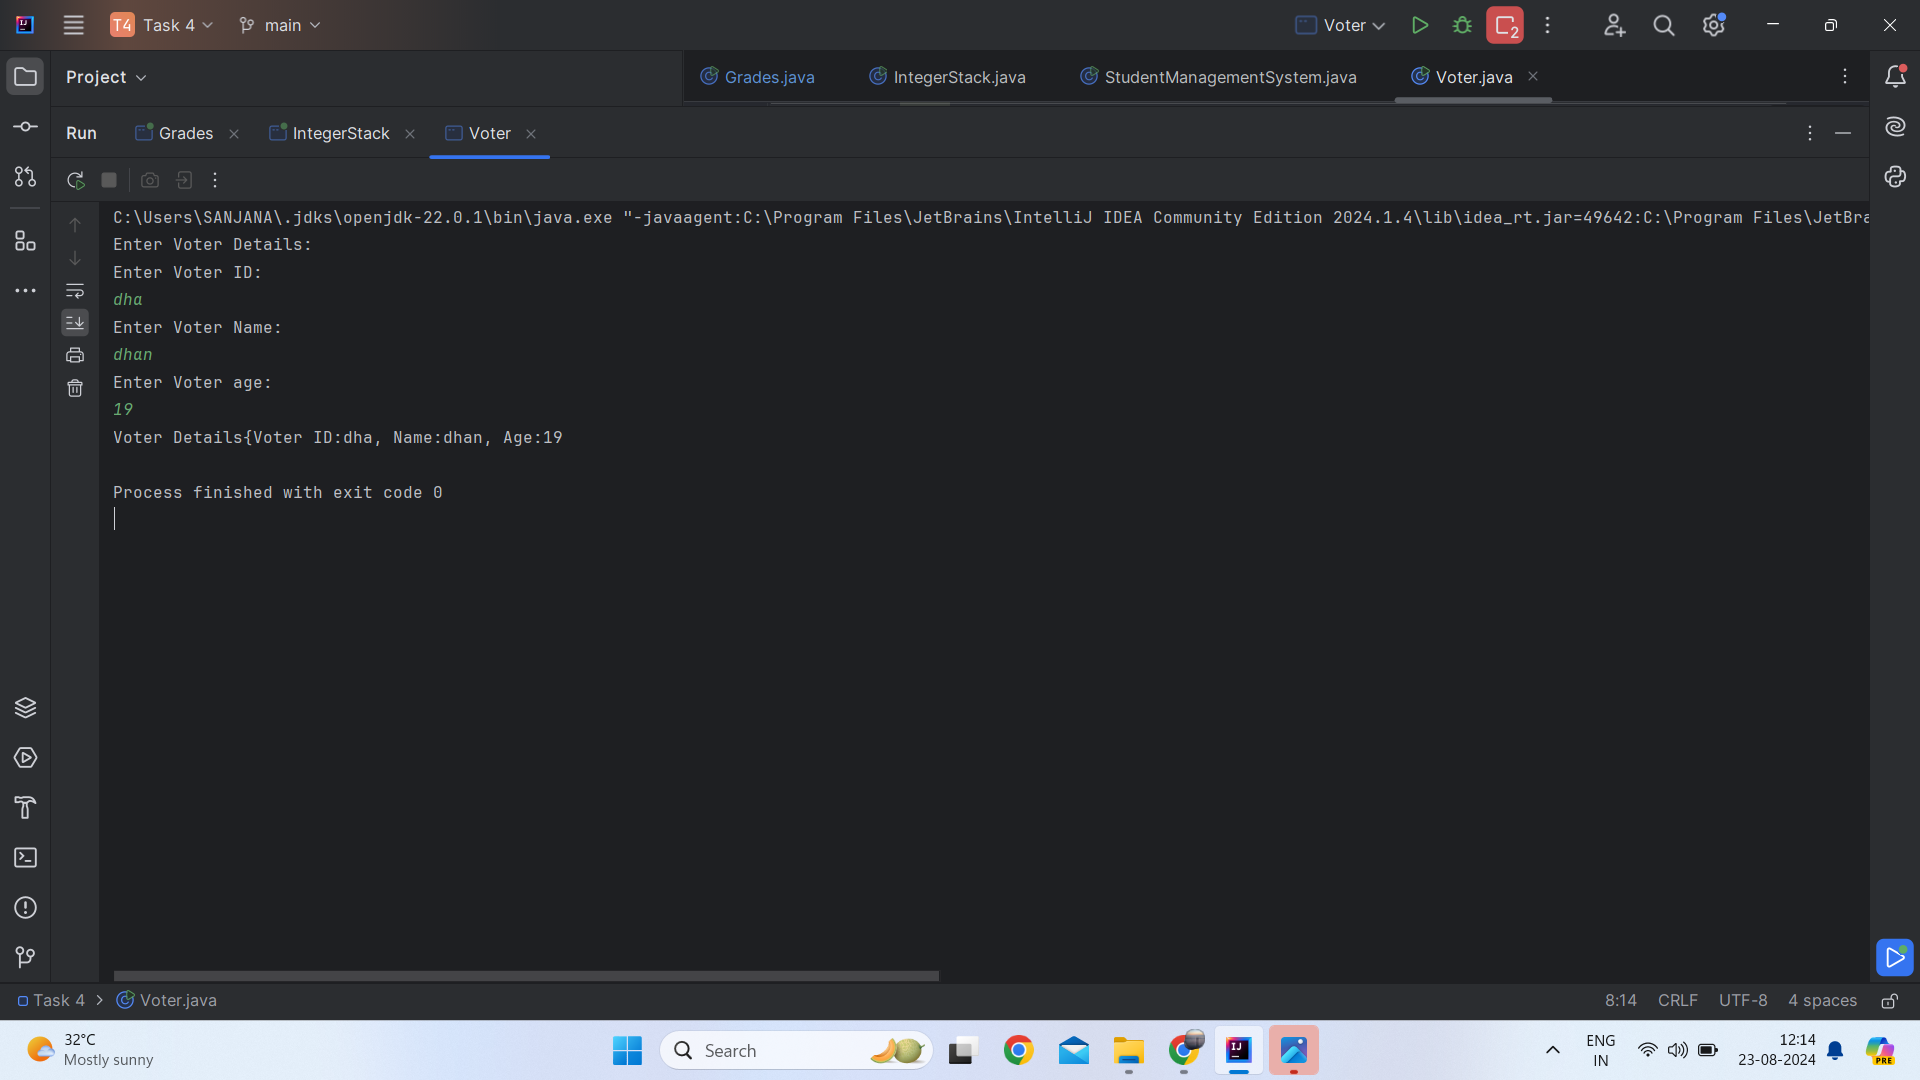 T4 Task 4 main Voter 2
Project Grades.java IntegerStack.java StudentManagementSystem.java Voter.java
Run Grades IntegerStack Voter
C:\Users\SANJANA\.jdks\openjdk-22.0.1\bin\java.exe "-javaagent:C:\Program Files\JetBrains\IntelliJ IDEA Community Edition 2024.1.4\lib\idea_rt.jar=49642:C:\Program Files\JetBra
Enter Voter Details:
Enter Voter ID:
dha
Enter Voter Name:
dhan
Enter Voter age:
19
Voter Details{Voter ID:dha, Name:dhan, Age:19
Process finished with exit code 0
Task 4 Voter.java 8:14 CRLF UTF-8 4 spaces
32°C
Mostly sunny
Search
IJ
PRE
ENG
IN
12:14
23-08-2024